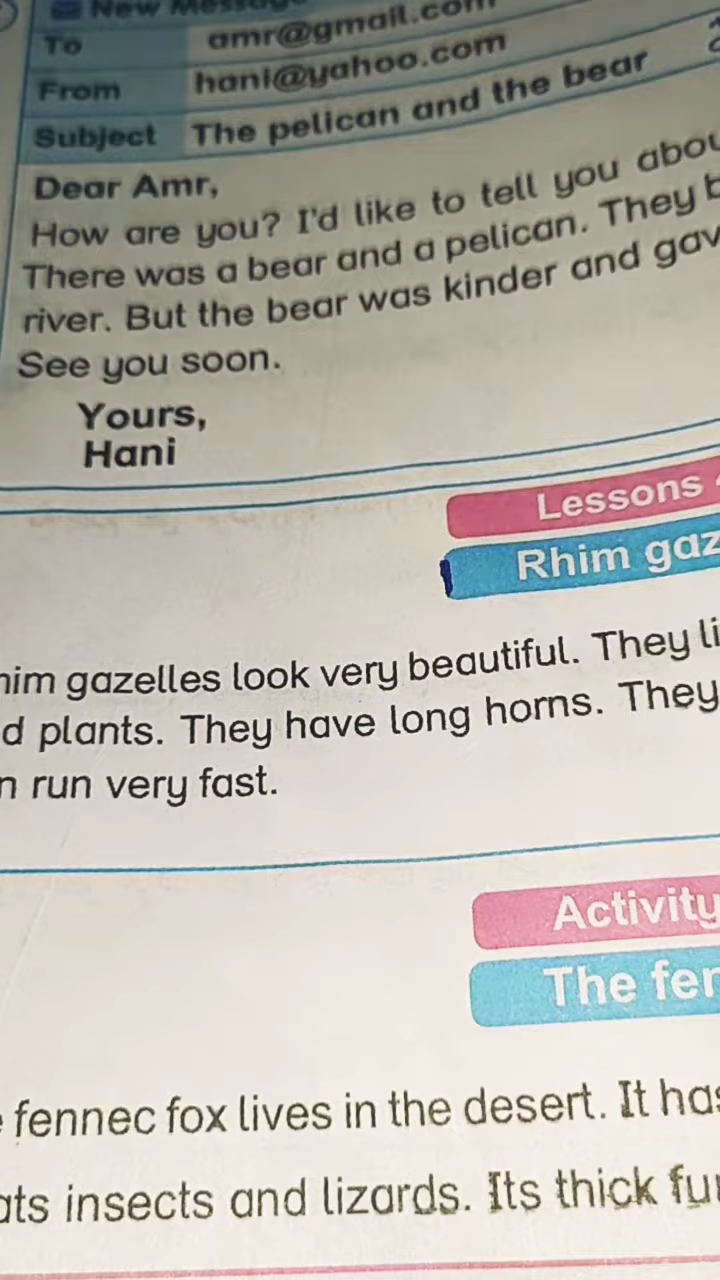 New Message
To amr@gmail.com
From hani@yahoo.com
Subject The pelican and the bear
Dear Amr,
How are you? I'd like to tell you
There was a bear and a pelican. They
river. But the bear was kinder and
See you soon.
Yours,
Hani
Lessons
Rhim
gazelles look very beautiful. They
plants. They have long horns. They
run very fast.
Activity
The
fennec fox lives in the desert. It
insects and lizards. Its thick